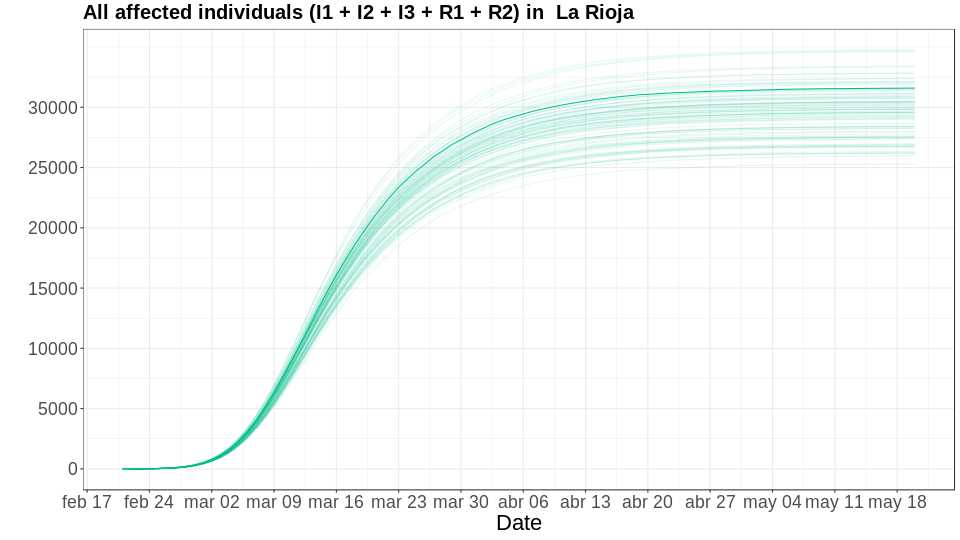 All affected individuals (I1 + I2 + I3 + R1 + R2) in  La Rioja
30000
25000
20000
15000
10000
5000
0
feb 17 feb 24 mar 02 mar 09 mar 16 mar 23 mar 30 abr 06 abr 13 abr 20 abr 27 may 04 may 11 may 18
Date